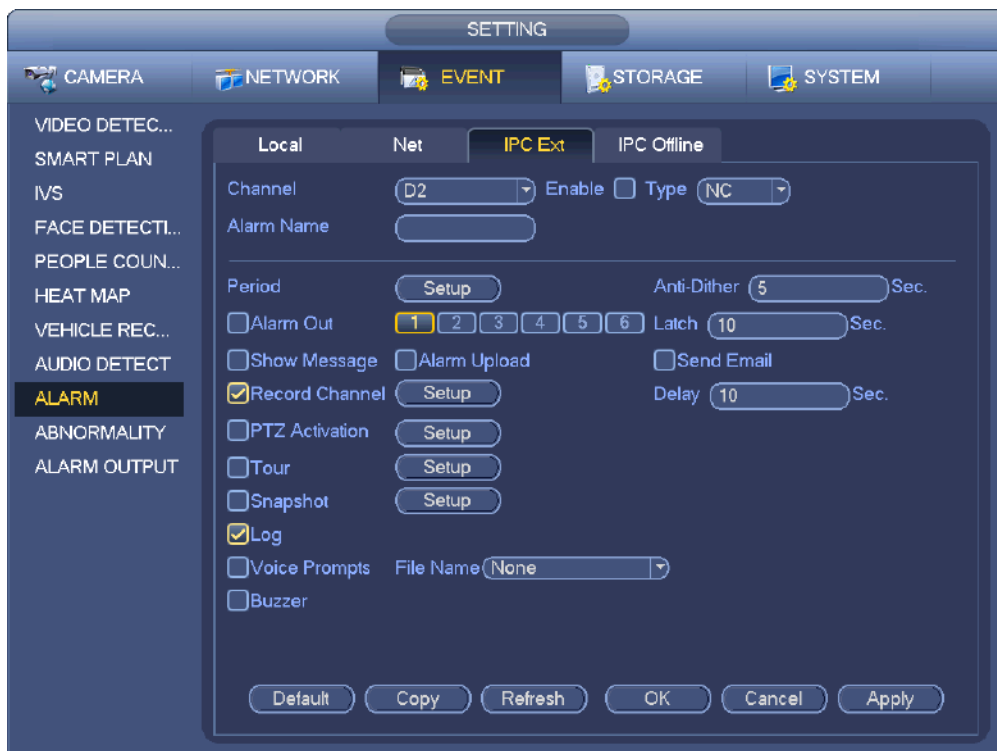 SETTING
CAMERA NETWORK EVENT STORAGE SYSTEM
VIDEO DETEC...
SMART PLAN
IVS
FACE DETECTI...
PEOPLE COUN...
HEAT MAP
VEHICLE REC...
AUDIO DETECT
ALARM
ABNORMALITY
ALARM OUTPUT
Local Net IPC Ext IPC Offline
Channel D2 Enable Type NC
Alarm Name
Period Setup Anti-Dither 5 Sec.
Alarm Out 1 2 3 4 5 6 Latch 10 Sec.
Show Message Alarm Upload Send Email
Record Channel Setup Delay 10 Sec.
PTZ Activation Setup
Tour Setup
Snapshot Setup
Log
Voice Prompts File Name None
Buzzer
Default Copy Refresh OK Cancel Apply